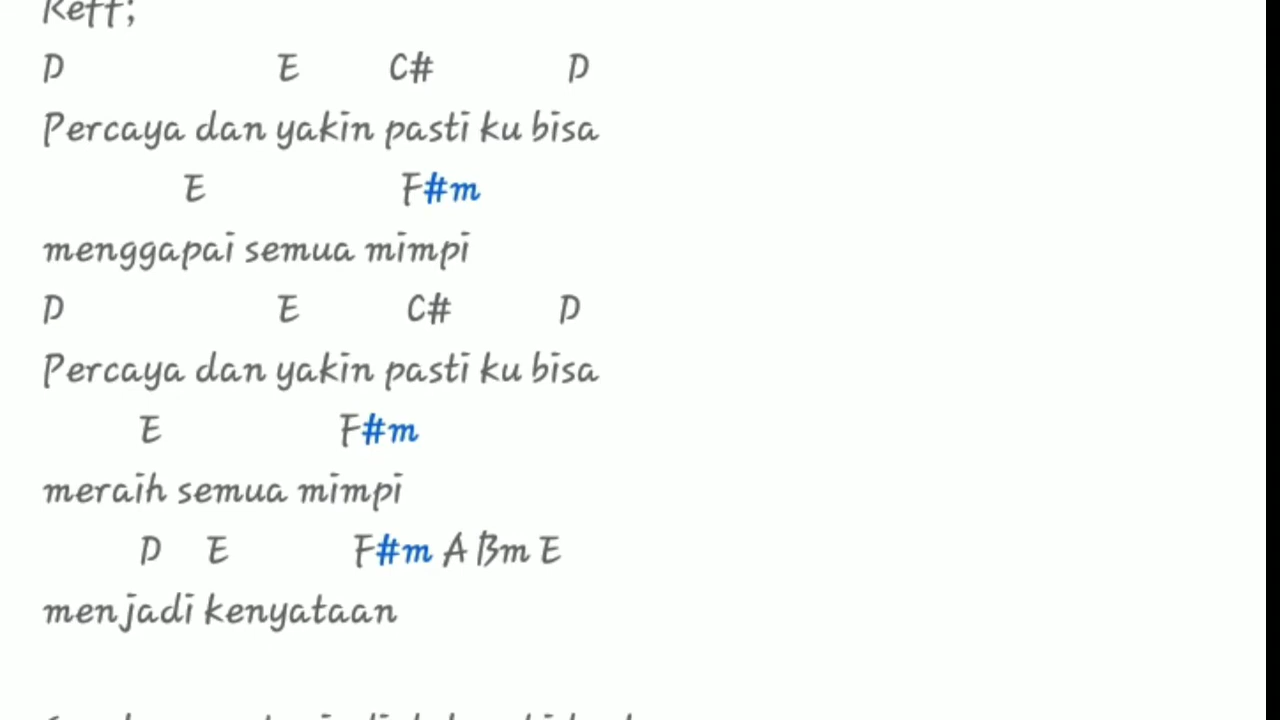 Reff;
D E C# D
Percaya dan yakin pasti ku bisa
E F#m
menggapai semua mimpi
D E C# D
Percaya dan yakin pasti ku bisa
E F#m
meraih semua mimpi
D E F#m A Bm E
menjadi kenyataan